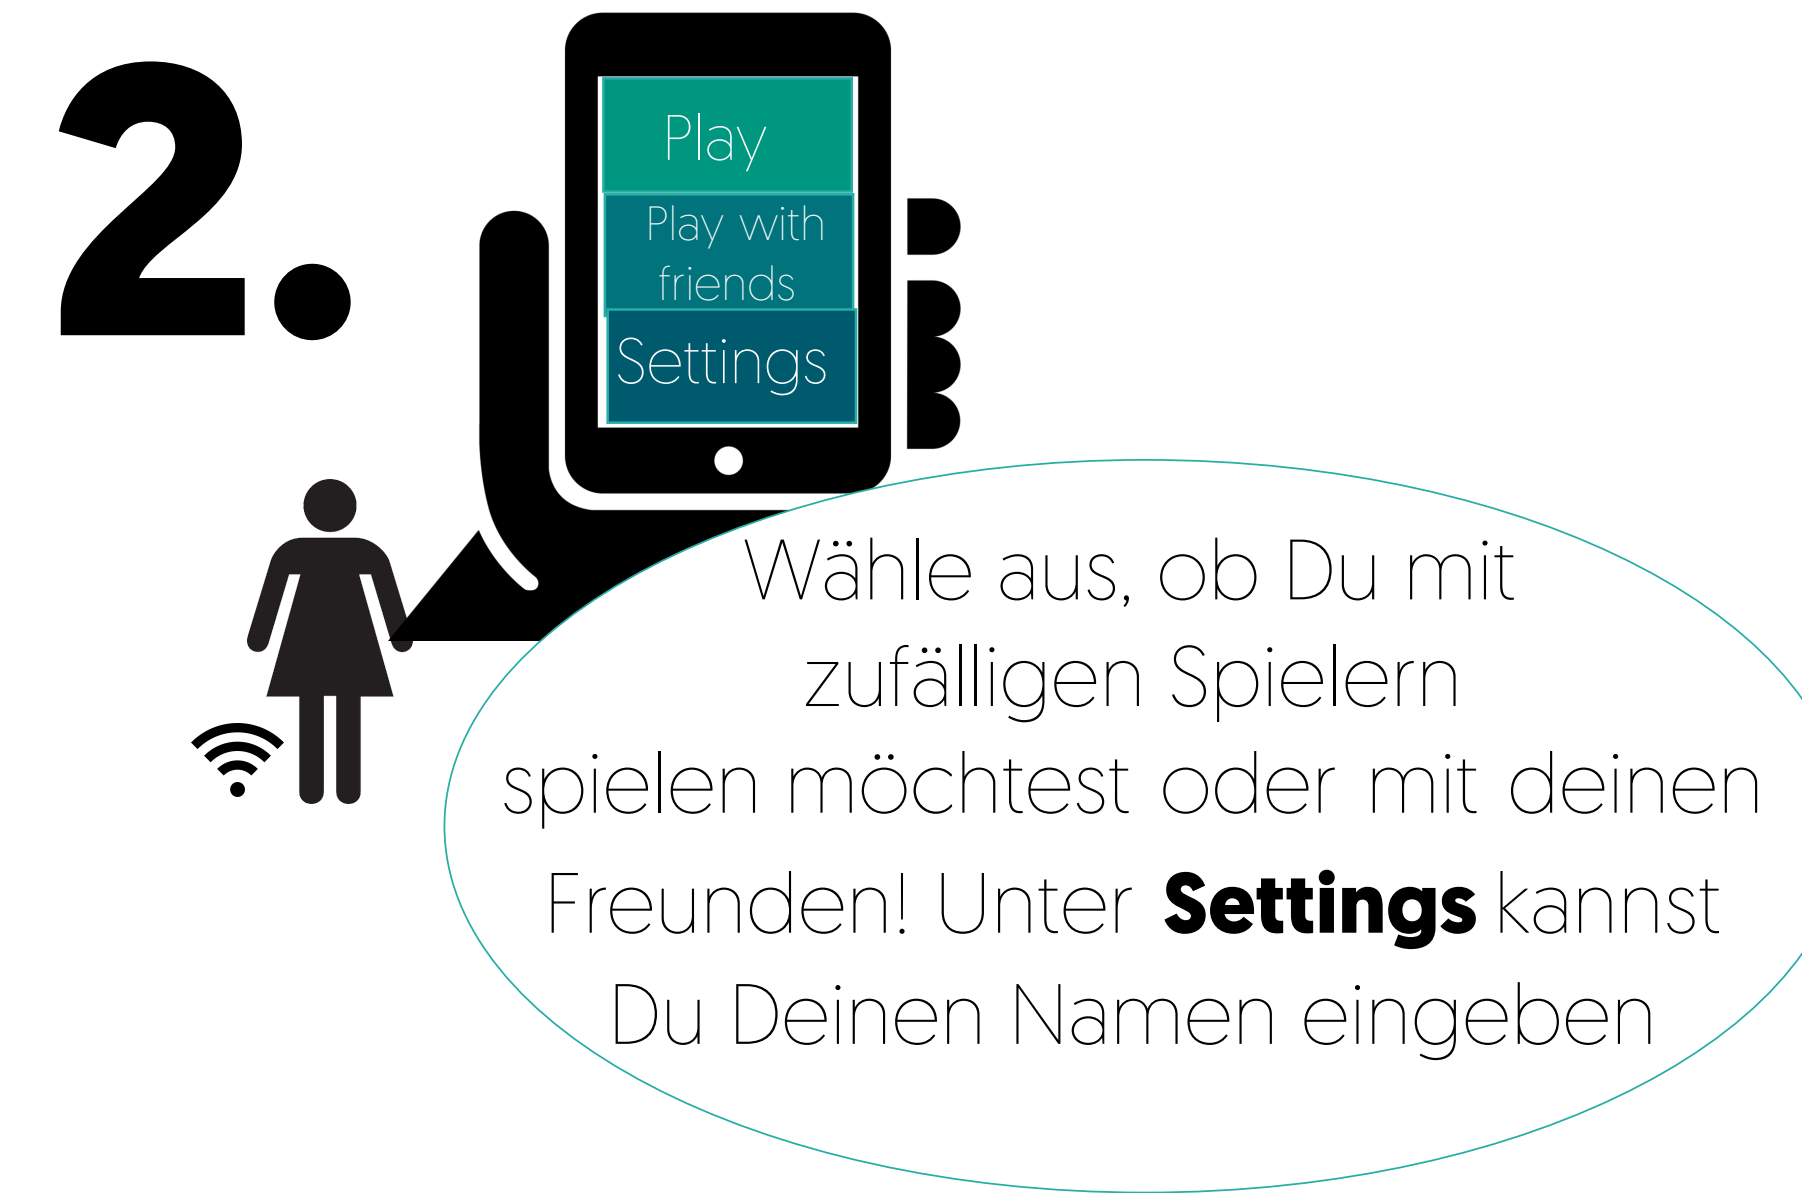 2.
Play
Play with
friends
Settings
Wähle aus, ob Du mit
zufälligen Spielern
spielen möchtest oder mit deinen
Freunden! Unter Settings kannst
Du Deinen Namen eingeben